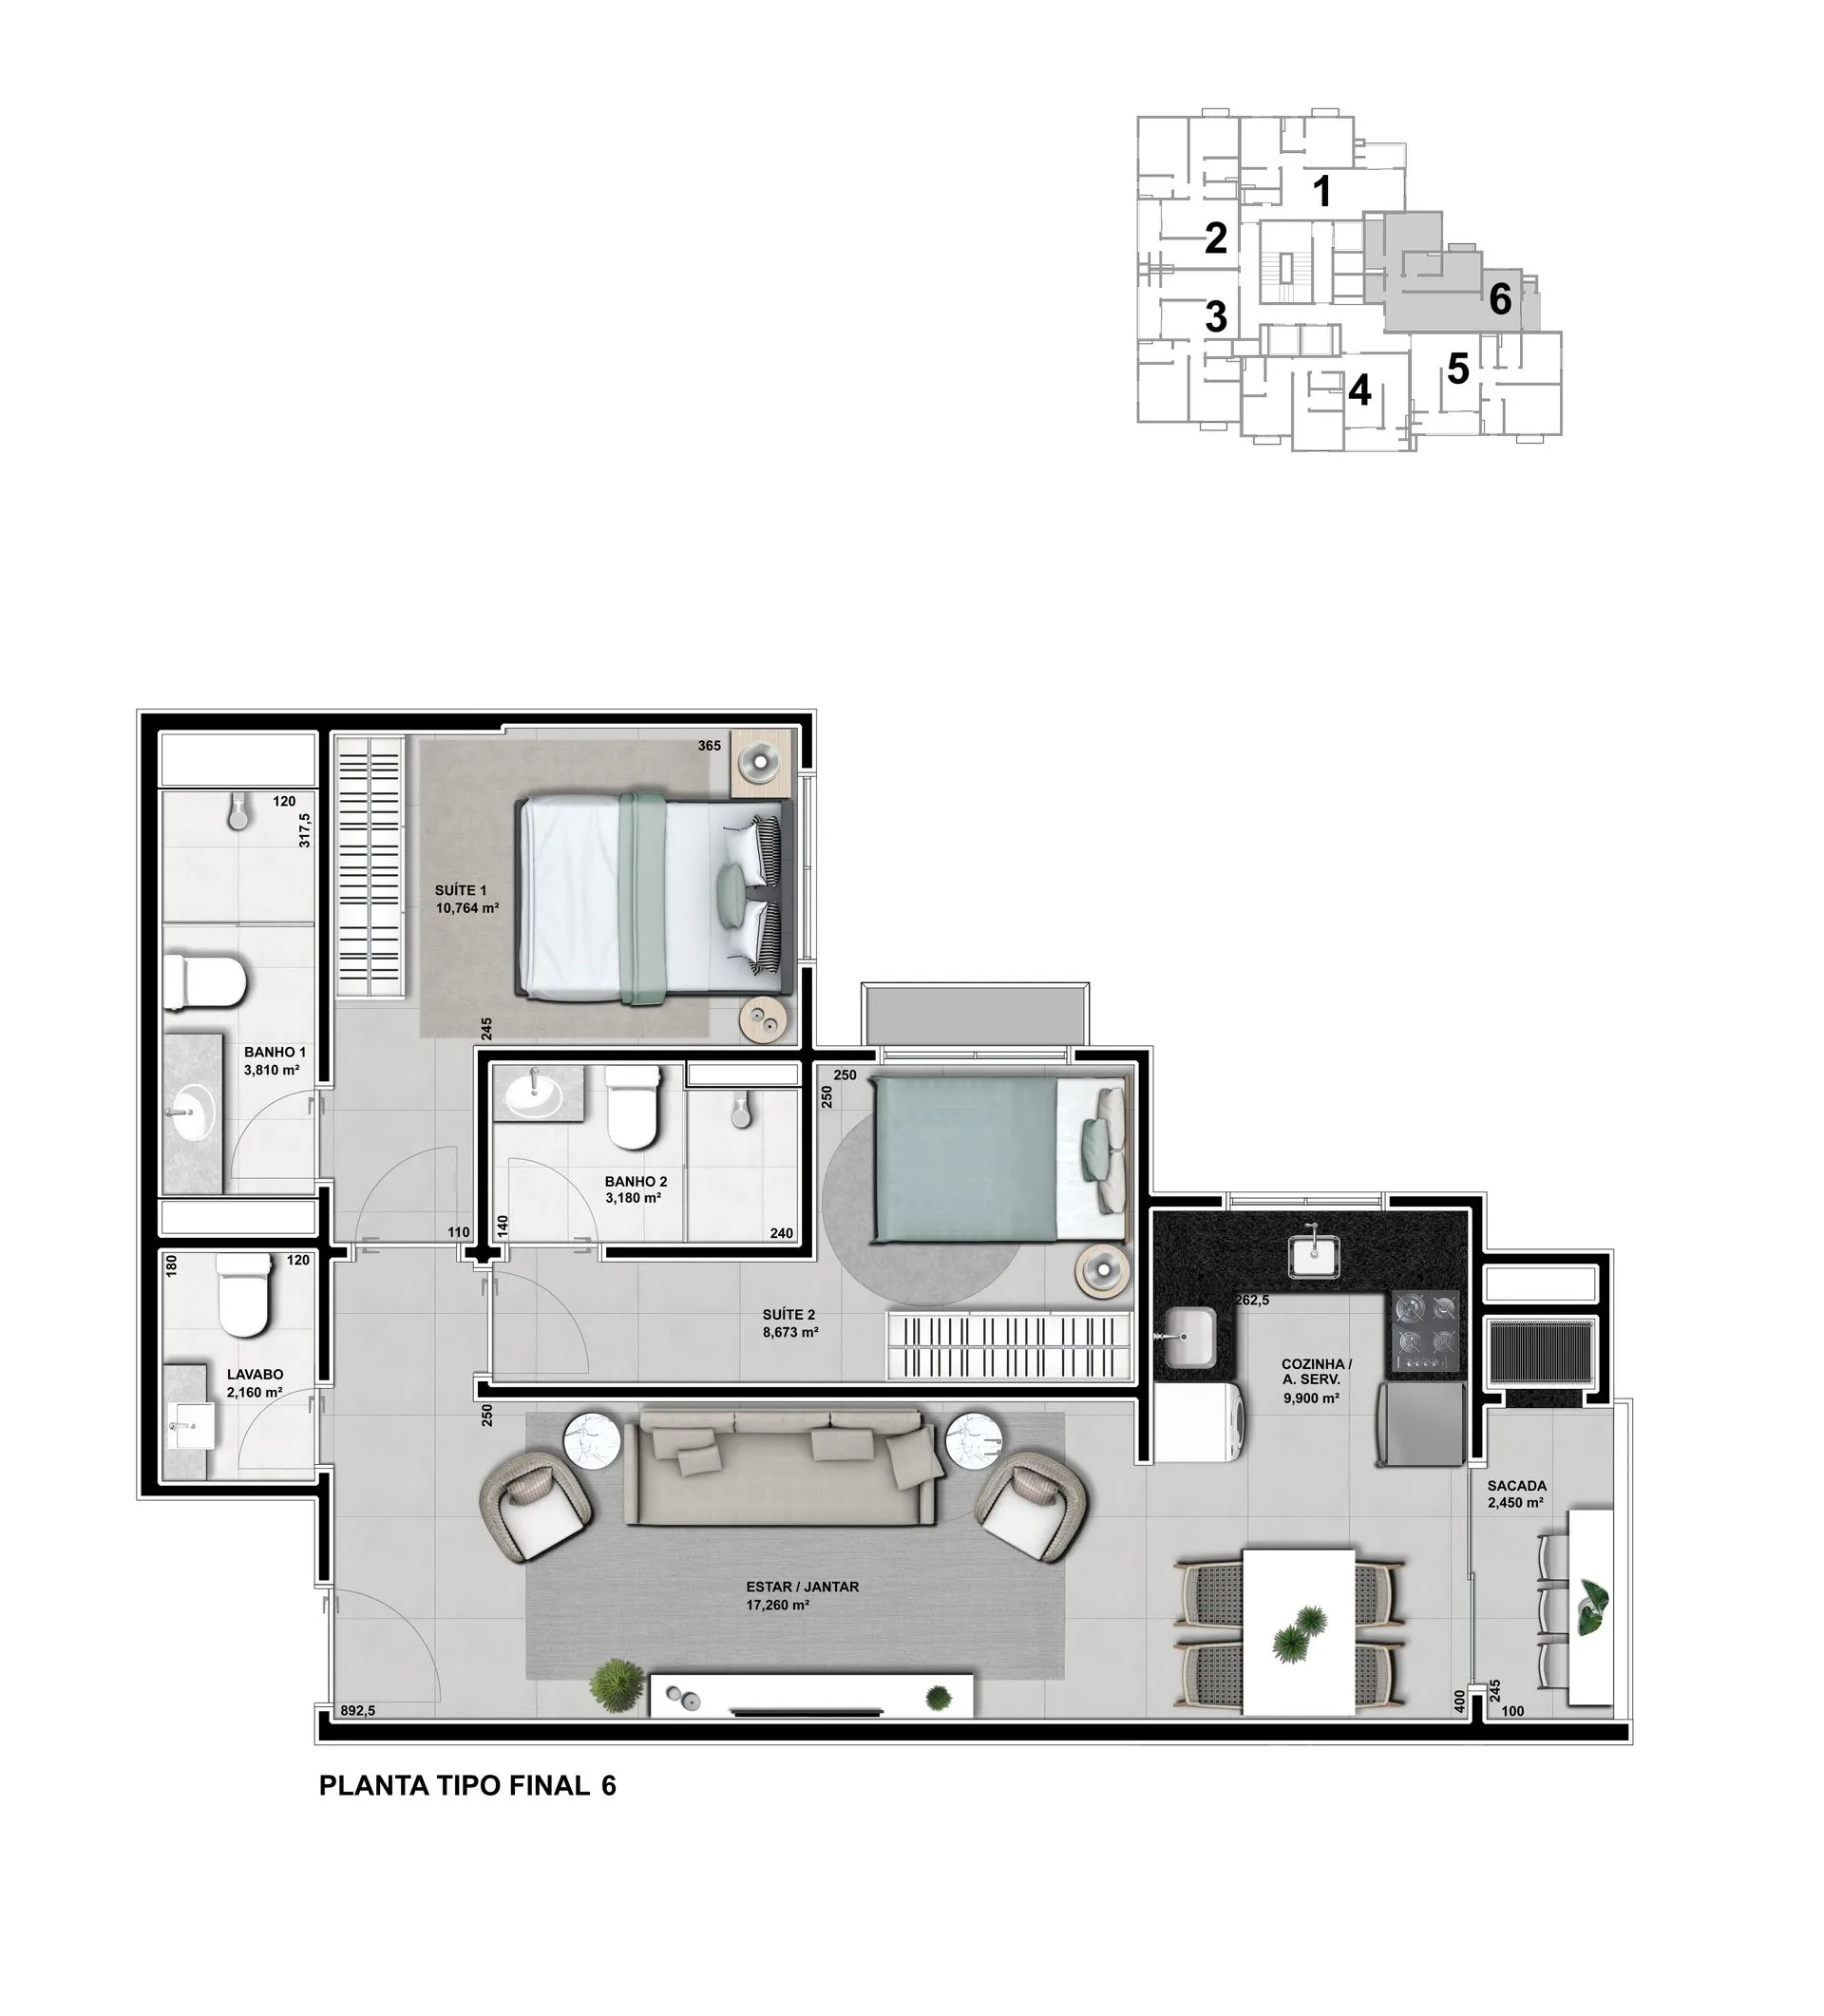 1
2
6
3
5
4
365
120
317,5
SUÍTE 1
10,764 m²
245
BANHO 1
3,810 m²
250
250
BANHO 2
3,180 m²
110
140
240
180
120
262,5
SUÍTE 2
8,673 m²
COZINHA /
A. SERV.
9,900 m²
LAVABO
2,160 m²
250
SACADA
2,450 m²
ESTAR / JANTAR
17,260 m²
892,5
400
245
100
PLANTA TIPO FINAL 6